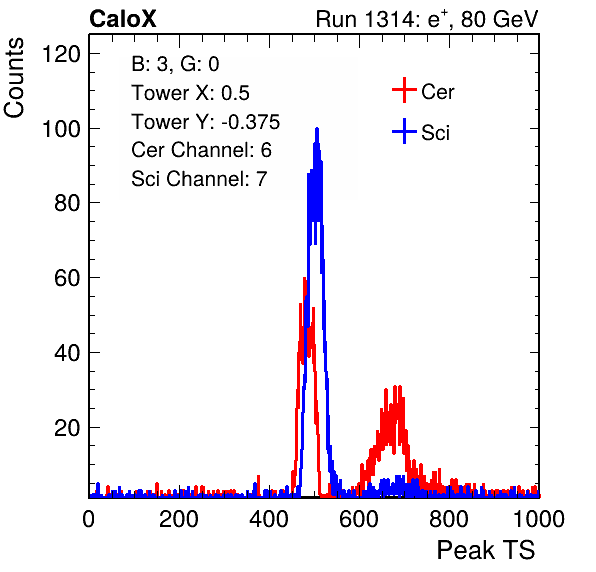 CaloX Run 1314: e⁺, 80 GeV
Counts
B: 3, G: 0
Tower X: 0.5
Tower Y: -0.375
Cer Channel: 6
Sci Channel: 7
Cer
Sci
120
100
80
60
40
20
0 200 400 600 800 1000
Peak TS